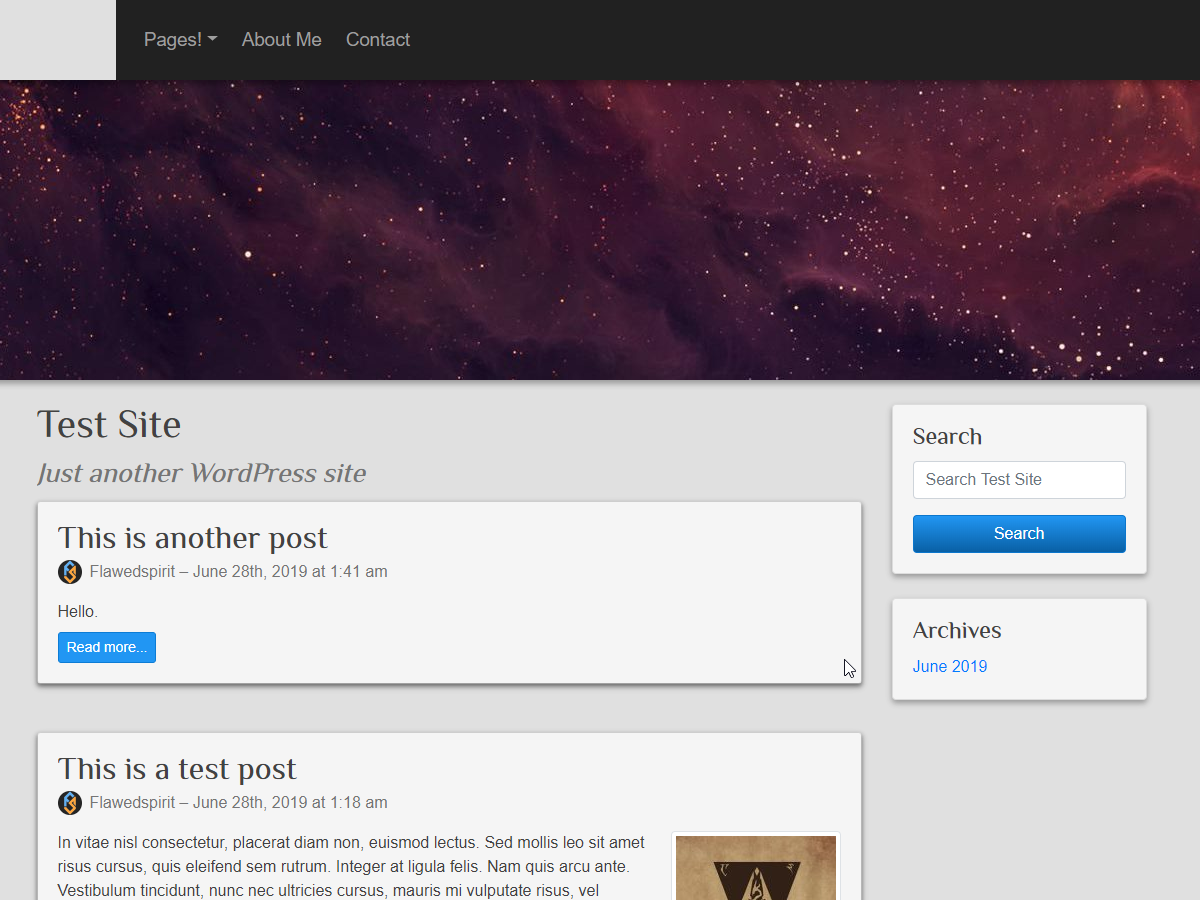 Pages! About Me Contact
Test Site
Just another WordPress site
This is another post
Flawedspirit – June 28th, 2019 at 1:41 am
Hello.
Read more...
This is a test post
Flawedspirit – June 28th, 2019 at 1:18 am
In vitae nisl consectetur, placerat diam non, euismod lectus. Sed mollis leo sit amet
risus cursus, quis eleifend sem rutrum. Integer at ligula felis. Nam quis arcu ante.
Vestibulum tincidunt, nunc nec ultricies cursus, mauris mi vulputate risus, vel
Search
Search Test Site
Search
Archives
June 2019